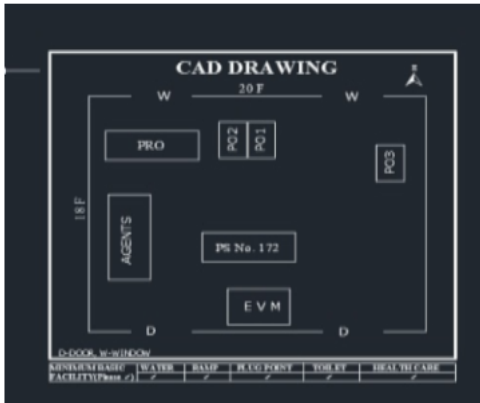 CAD DRAWING
N
20 F
W W
PRO
PO2
PO1
PO3
18 F
AGENTS
PS No. 172
E V M
D D
D-DOOR, W-WINDOW
MINIMUM BASIC WATER RAMP PLUG POINT TOILET HEALTH CARE
FACILITY(Please ✓) ✓ ✓ ✓ ✓ ✓